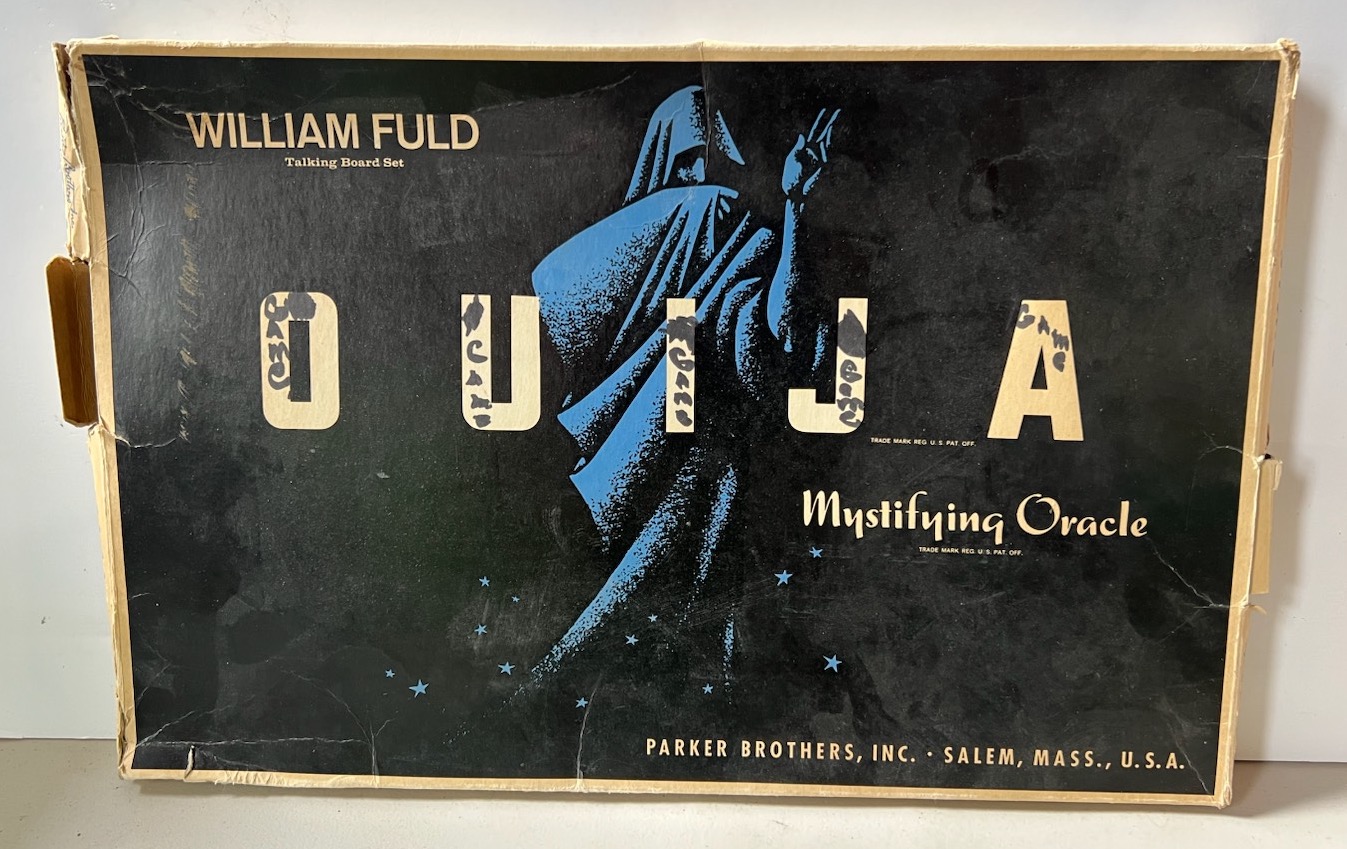 WILLIAM FULD
Talking Board Set
OUIJA
TRADE MARK REG. U. S. PAT. OFF.
Mystifying Oracle
TRADE MARK REG. U. S. PAT. OFF.
PARKER BROTHERS, INC. • SALEM, MASS., U.S.A.